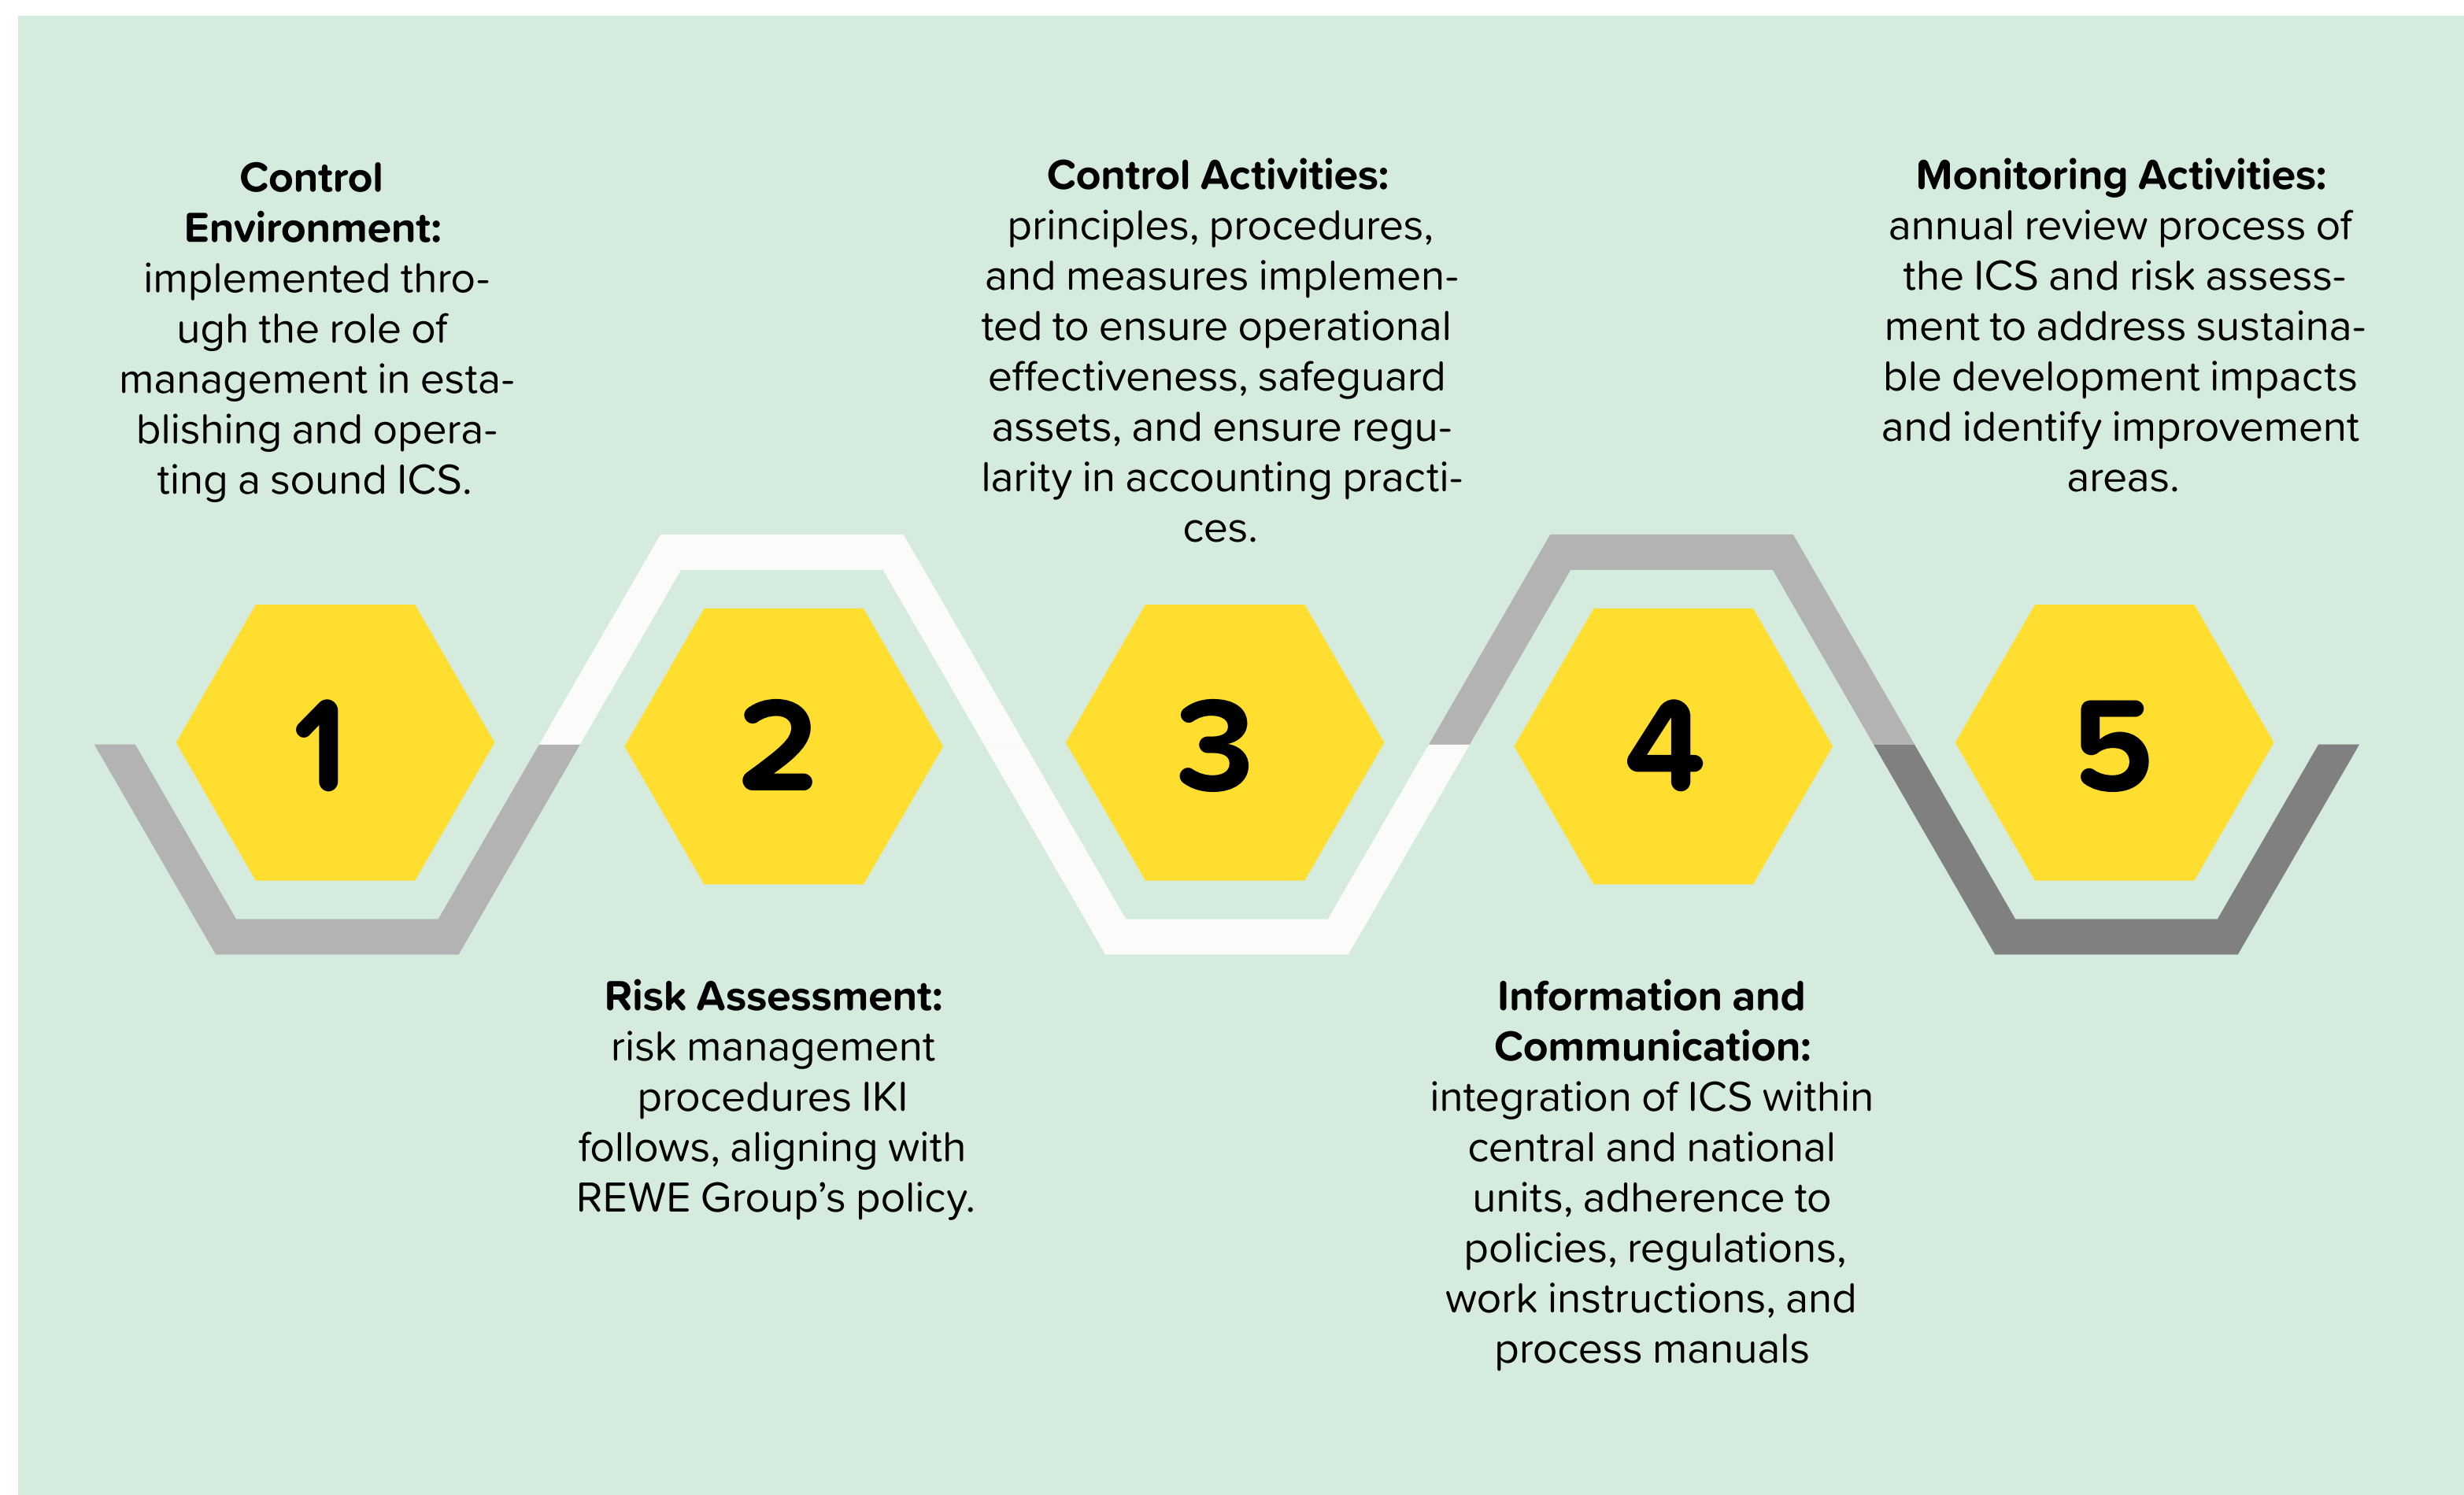 Control
Environment:
implemented thro-
ugh the role of
management in esta-
blishing and opera-
ting a sound ICS.
1
Risk Assessment:
risk management
procedures IKI
follows, aligning with
REWE Group’s policy.
2
Control Activities:
principles, procedures,
and measures implemen-
ted to ensure operational
effectiveness, safeguard
assets, and ensure regu-
larity in accounting practi-
ces.
3
Information and
Communication:
integration of ICS within
central and national
units, adherence to
policies, regulations,
work instructions, and
process manuals
4
Monitoring Activities:
annual review process of
the ICS and risk assess-
ment to address sustaina-
ble development impacts
and identify improvement
areas.
5